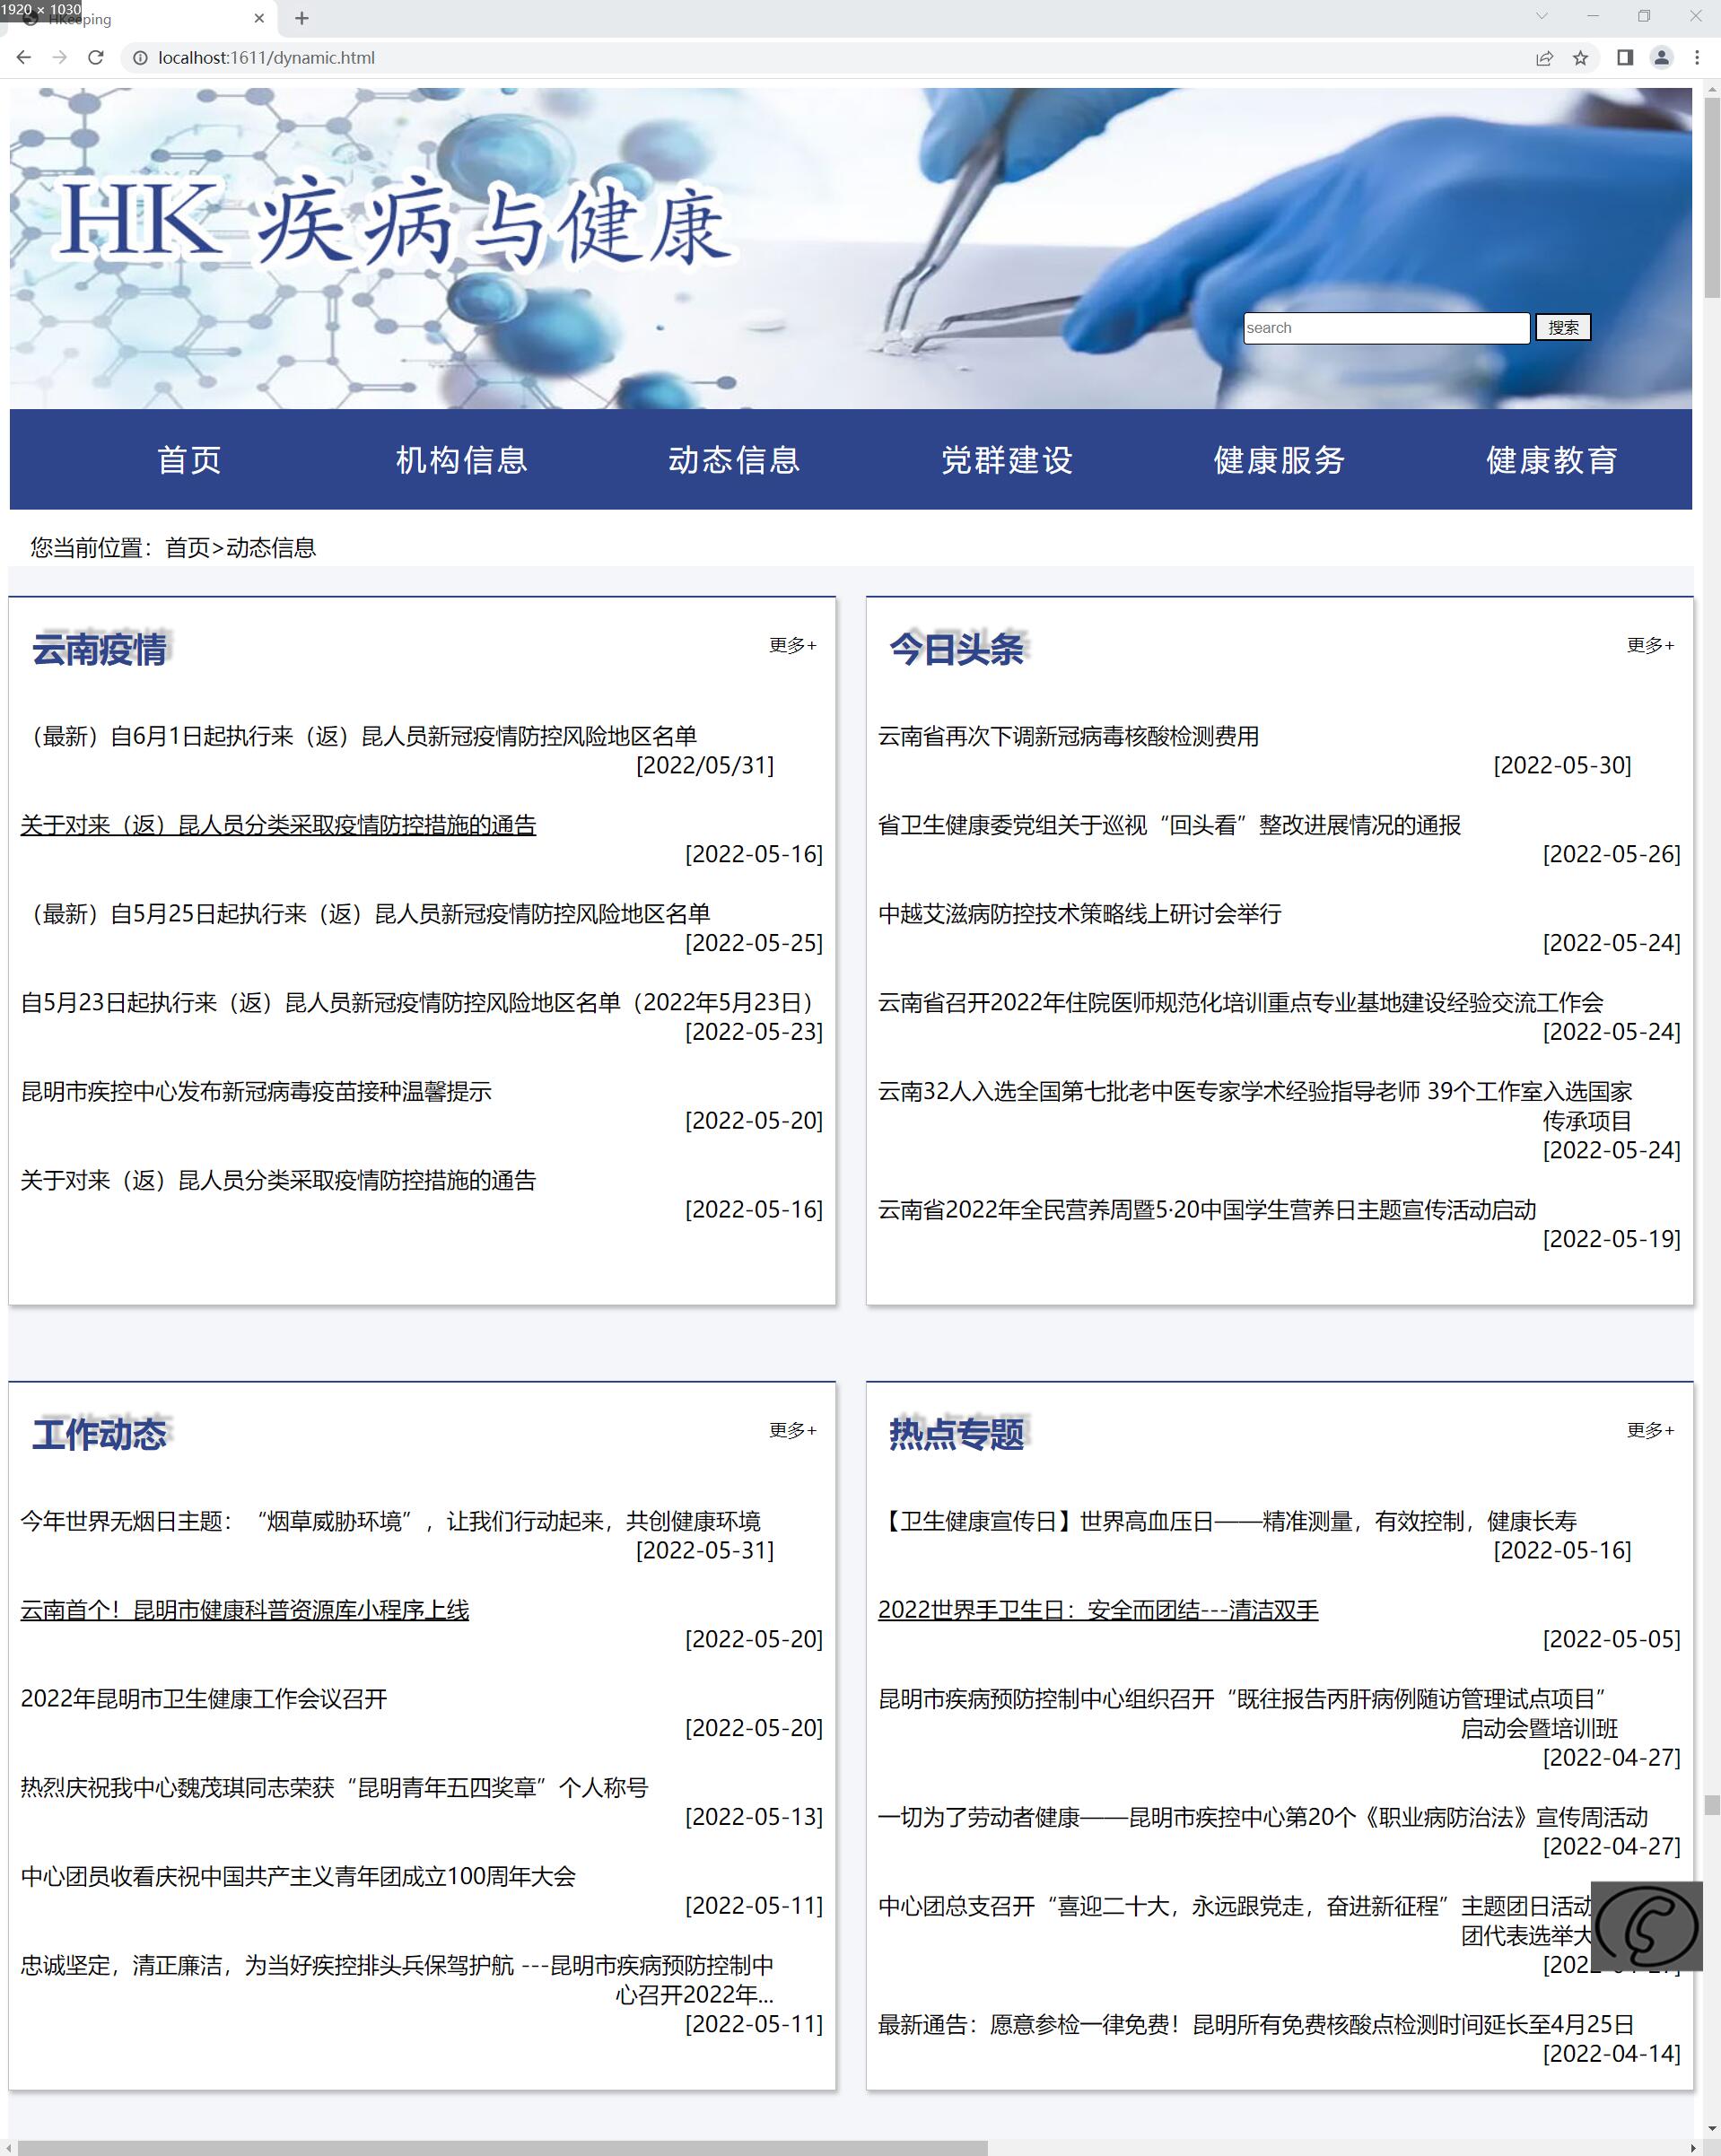 1920 × 1030
HKeeping
localhost:1611/dynamic.html
HK 疾病与健康
search 搜索
首页 机构信息 动态信息 党群建设 健康服务 健康教育
您当前位置：首页>动态信息
云南疫情 更多+
（最新）自6月1日起执行来（返）昆人员新冠疫情防控风险地区名单
[2022/05/31]
关于对来（返）昆人员分类采取疫情防控措施的通告
[2022-05-16]
（最新）自5月25日起执行来（返）昆人员新冠疫情防控风险地区名单
[2022-05-25]
自5月23日起执行来（返）昆人员新冠疫情防控风险地区名单（2022年5月23日）
[2022-05-23]
昆明市疾控中心发布新冠病毒疫苗接种温馨提示
[2022-05-20]
关于对来（返）昆人员分类采取疫情防控措施的通告
[2022-05-16]
今日头条 更多+
云南省再次下调新冠病毒核酸检测费用
[2022-05-30]
省卫生健康委党组关于巡视“回头看”整改进展情况的通报
[2022-05-26]
中越艾滋病防控技术策略线上研讨会举行
[2022-05-24]
云南省召开2022年住院医师规范化培训重点专业基地建设经验交流工作会
[2022-05-24]
云南32人入选全国第七批老中医专家学术经验指导老师 39个工作室入选国家
传承项目
[2022-05-24]
云南省2022年全民营养周暨5·20中国学生营养日主题宣传活动启动
[2022-05-19]
工作动态 更多+
今年世界无烟日主题：“烟草威胁环境”，让我们行动起来，共创健康环境
[2022-05-31]
云南首个！昆明市健康科普资源库小程序上线
[2022-05-20]
2022年昆明市卫生健康工作会议召开
[2022-05-20]
热烈庆祝我中心魏茂琪同志荣获“昆明青年五四奖章”个人称号
[2022-05-13]
中心团员收看庆祝中国共产主义青年团成立100周年大会
[2022-05-11]
忠诚坚定，清正廉洁，为当好疾控排头兵保驾护航 ---昆明市疾病预防控制中
心召开2022年...
[2022-05-11]
热点专题 更多+
【卫生健康宣传日】世界高血压日——精准测量，有效控制，健康长寿
[2022-05-16]
2022世界手卫生日：安全而团结---清洁双手
[2022-05-05]
昆明市疾病预防控制中心组织召开“既往报告丙肝病例随访管理试点项目”
启动会暨培训班
[2022-04-27]
一切为了劳动者健康——昆明市疾控中心第20个《职业病防治法》宣传周活动
[2022-04-27]
中心团总支召开“喜迎二十大，永远跟党走，奋进新征程”主题团日活动
团代表选举大
[202
最新通告：愿意参检一律免费！昆明所有免费核酸点检测时间延长至4月25日
[2022-04-14]